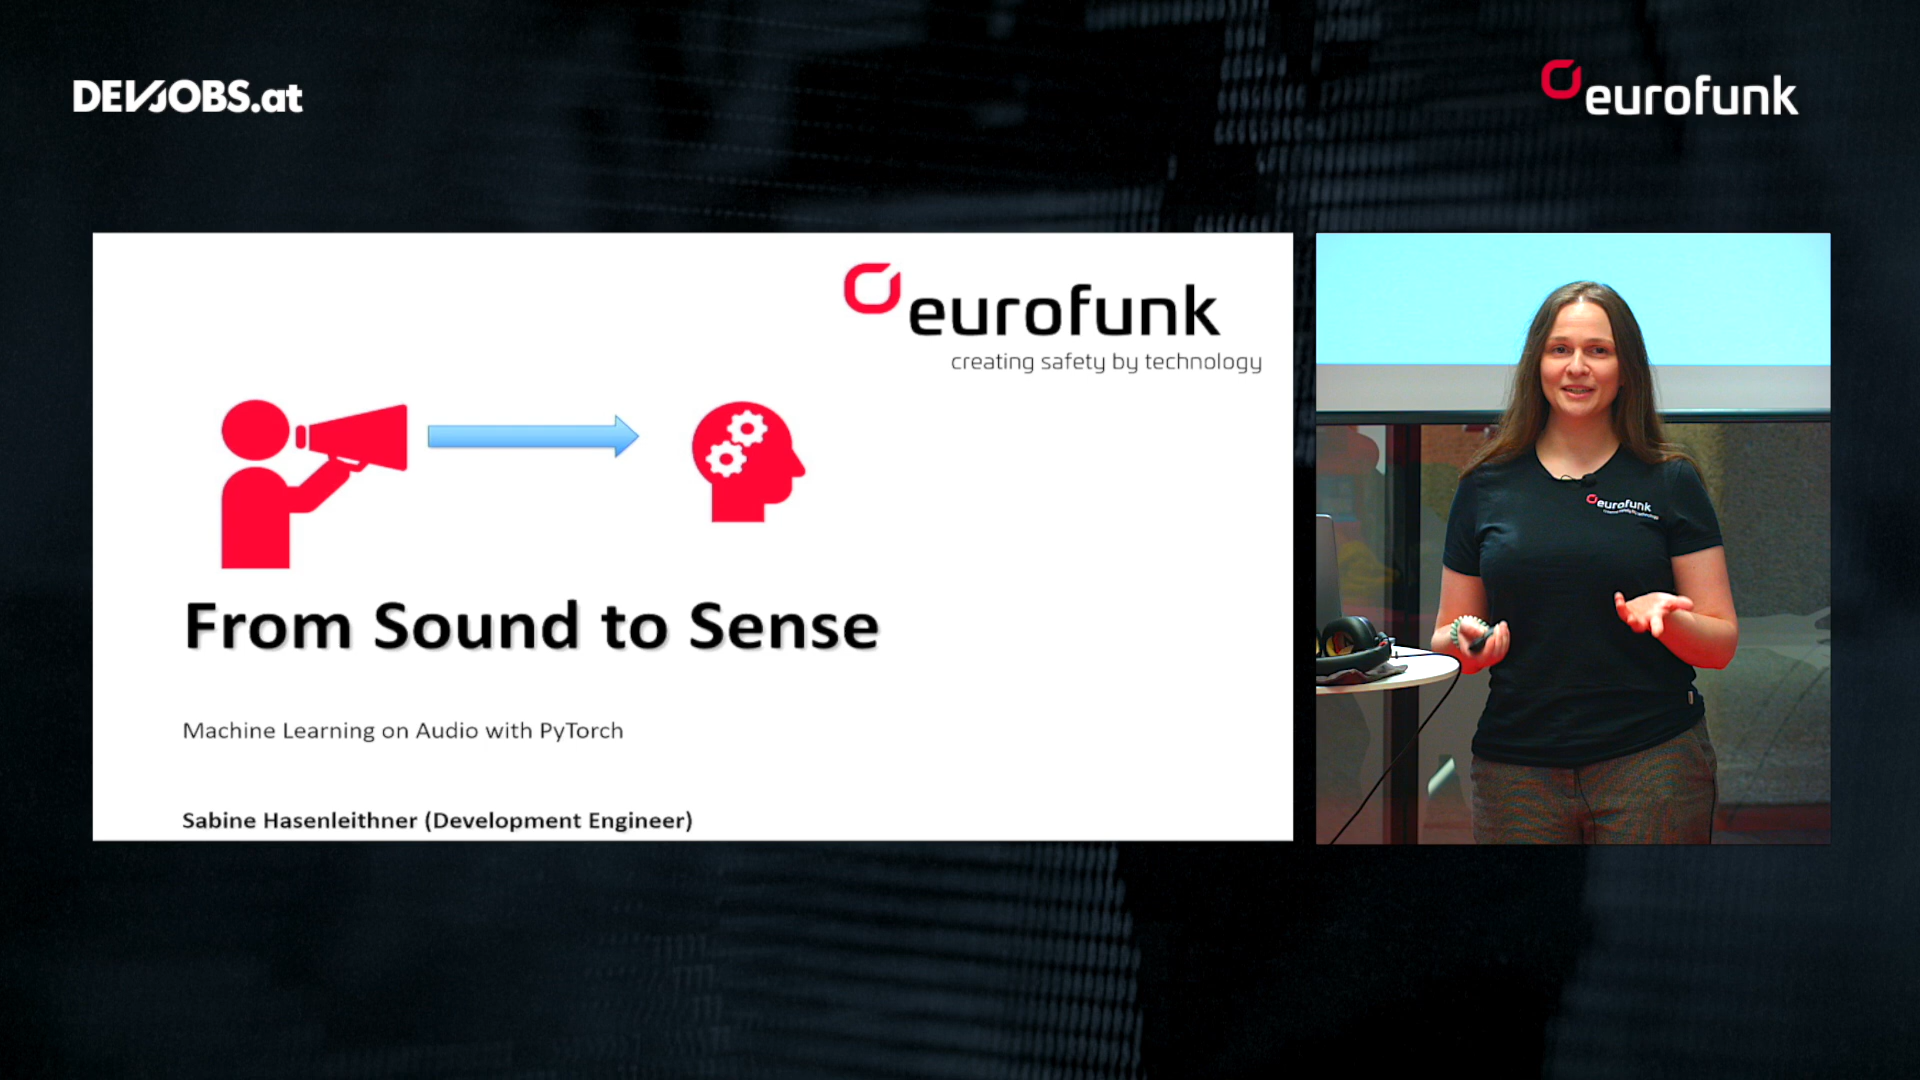 DEVJOBS.at
eurofunk
eurofunk
creating safety by technology
From Sound to Sense
Machine Learning on Audio with PyTorch
Sabine Hasenleithner (Development Engineer)
eurofunk